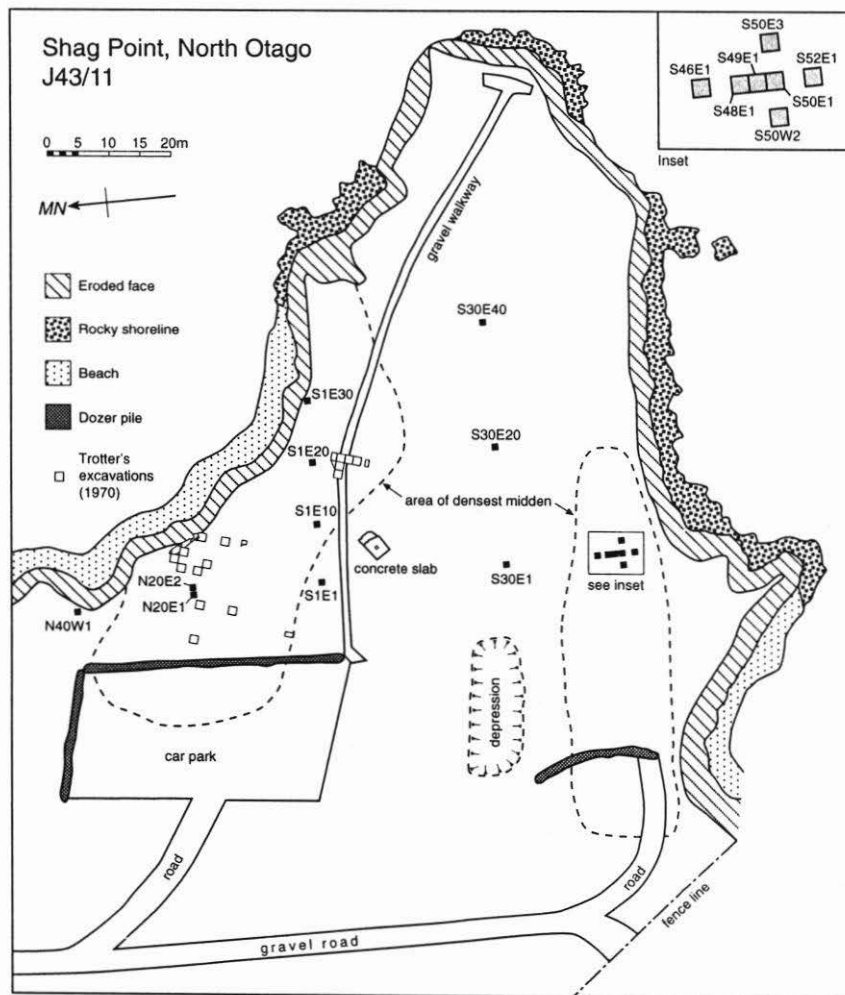 Shag Point, North Otago
J43/11
0 5 10 20m
MN
Eroded face
Rocky shoreline
Beach
Dozer pile
Trotter's
excavations
(1970)
S50E3
S49E1
S46E1
S52E1
S48E1
S50E1
S50W2
Inset
gravel walkway
S30E40
S1E30
S30E20
S1E20
area of densest midden
S1E10
concrete slab
S30E1
see inset
N20E2
N20E1
S1E1
N40W1
depression
car park
road
road
fence line
gravel road